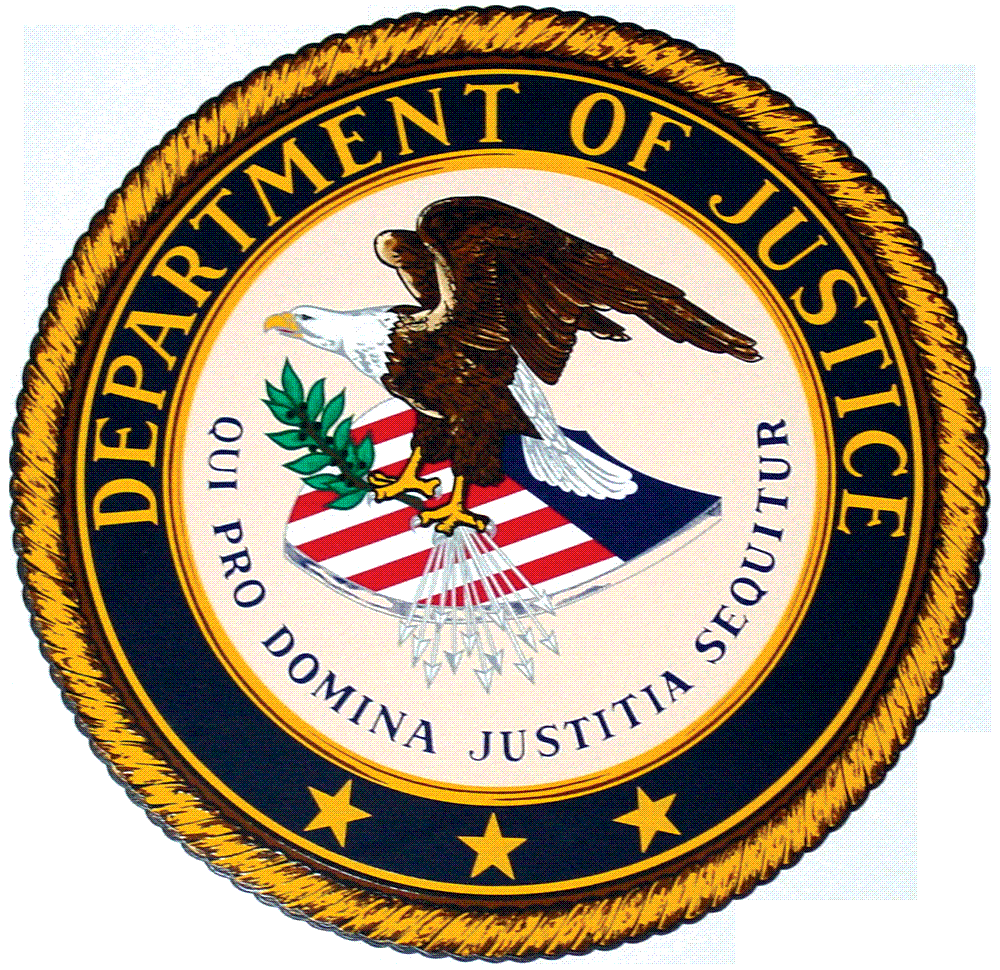 DEPARTMENT OF JUSTICE
QUI PRO DOMINA JUSTITIA SEQUITUR